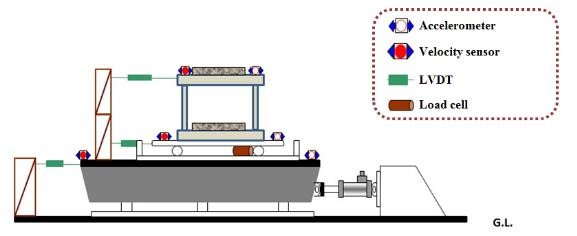 Accelerometer
Velocity sensor
LVDT
Load cell
G.L.